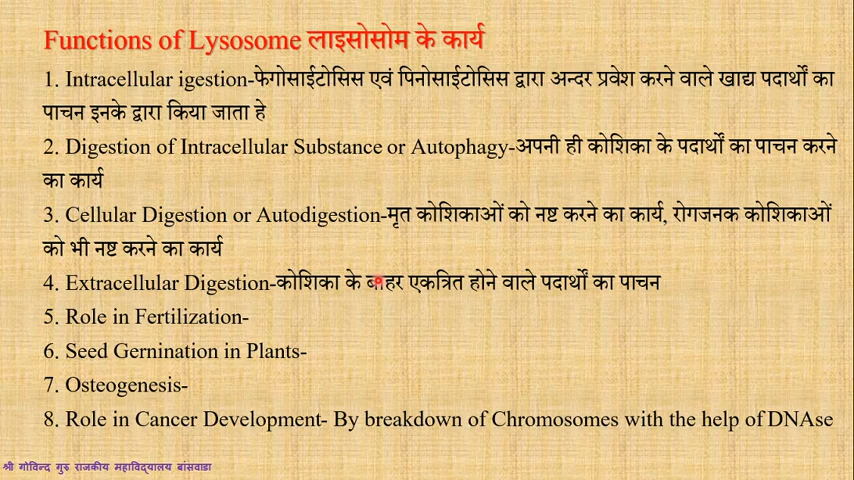 Functions of Lysosome लाइसोसोम के कार्य
1. Intracellular igestion-फेगोसाईटोसिस एवं पिनोसाईटोसिस द्वारा अन्दर प्रवेश करने वाले खाद्य पदार्थों का
पाचन इनके द्वारा किया जाता हे
2. Digestion of Intracellular Substance or Autophagy-अपनी ही कोशिका के पदार्थों का पाचन करने
का कार्य
3. Cellular Digestion or Autodigestion-मृत कोशिकाओं को नष्ट करने का कार्य, रोगजनक कोशिकाओं
को भी नष्ट करने का कार्य
4. Extracellular Digestion-कोशिका के बाहर एकत्रित होने वाले पदार्थों का पाचन
5. Role in Fertilization-
6. Seed Gernination in Plants-
7. Osteogenesis-
8. Role in Cancer Development- By breakdown of Chromosomes with the help of DNAse
श्री गोविन्द गुरु राजकीय महाविद्यालय बांसवाडा